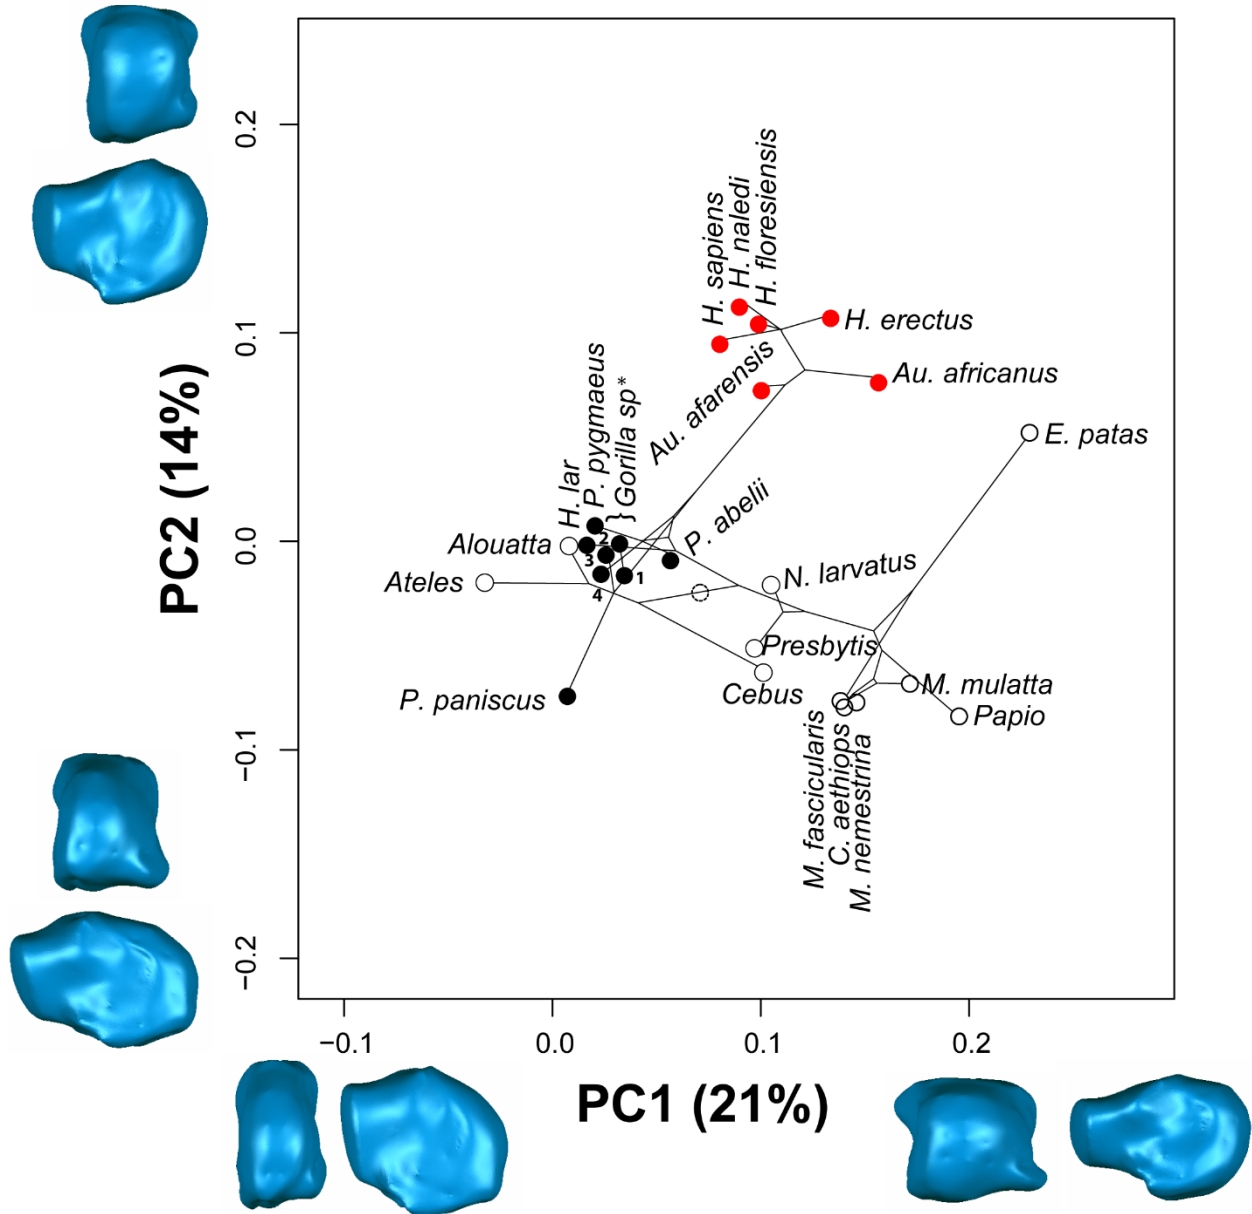 PC2 (14%)
0.2
0.1
0.0
−0.1
−0.2
H. sapiens
H. naledi
H. floresiensis
H. erectus
Au. africanus
Au. afarensis
E. patas
H. lar
P. pygmaeus
} Gorilla sp*
P. abelii
Alouatta
2
3
1
4
Ateles
N. larvatus
Presbytis
Cebus
P. paniscus
M. mulatta
Papio
M. fascicularis
C. aethiops
M. nemestrina
−0.1
0.0
0.1
0.2
PC1 (21%)